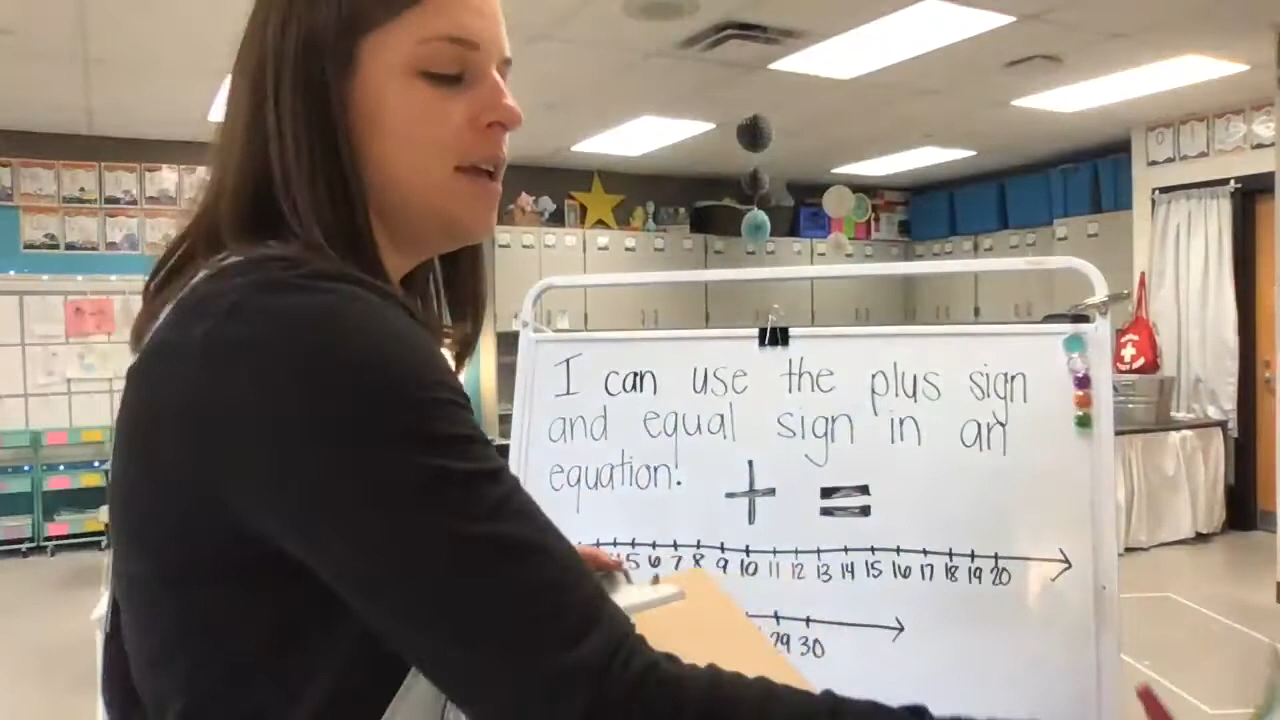 I can use the plus sign
and equal sign in an
equation.
+ =
5 6 7 8 9 10 11 12 13 14 15 16 17 18 19 20
29 30